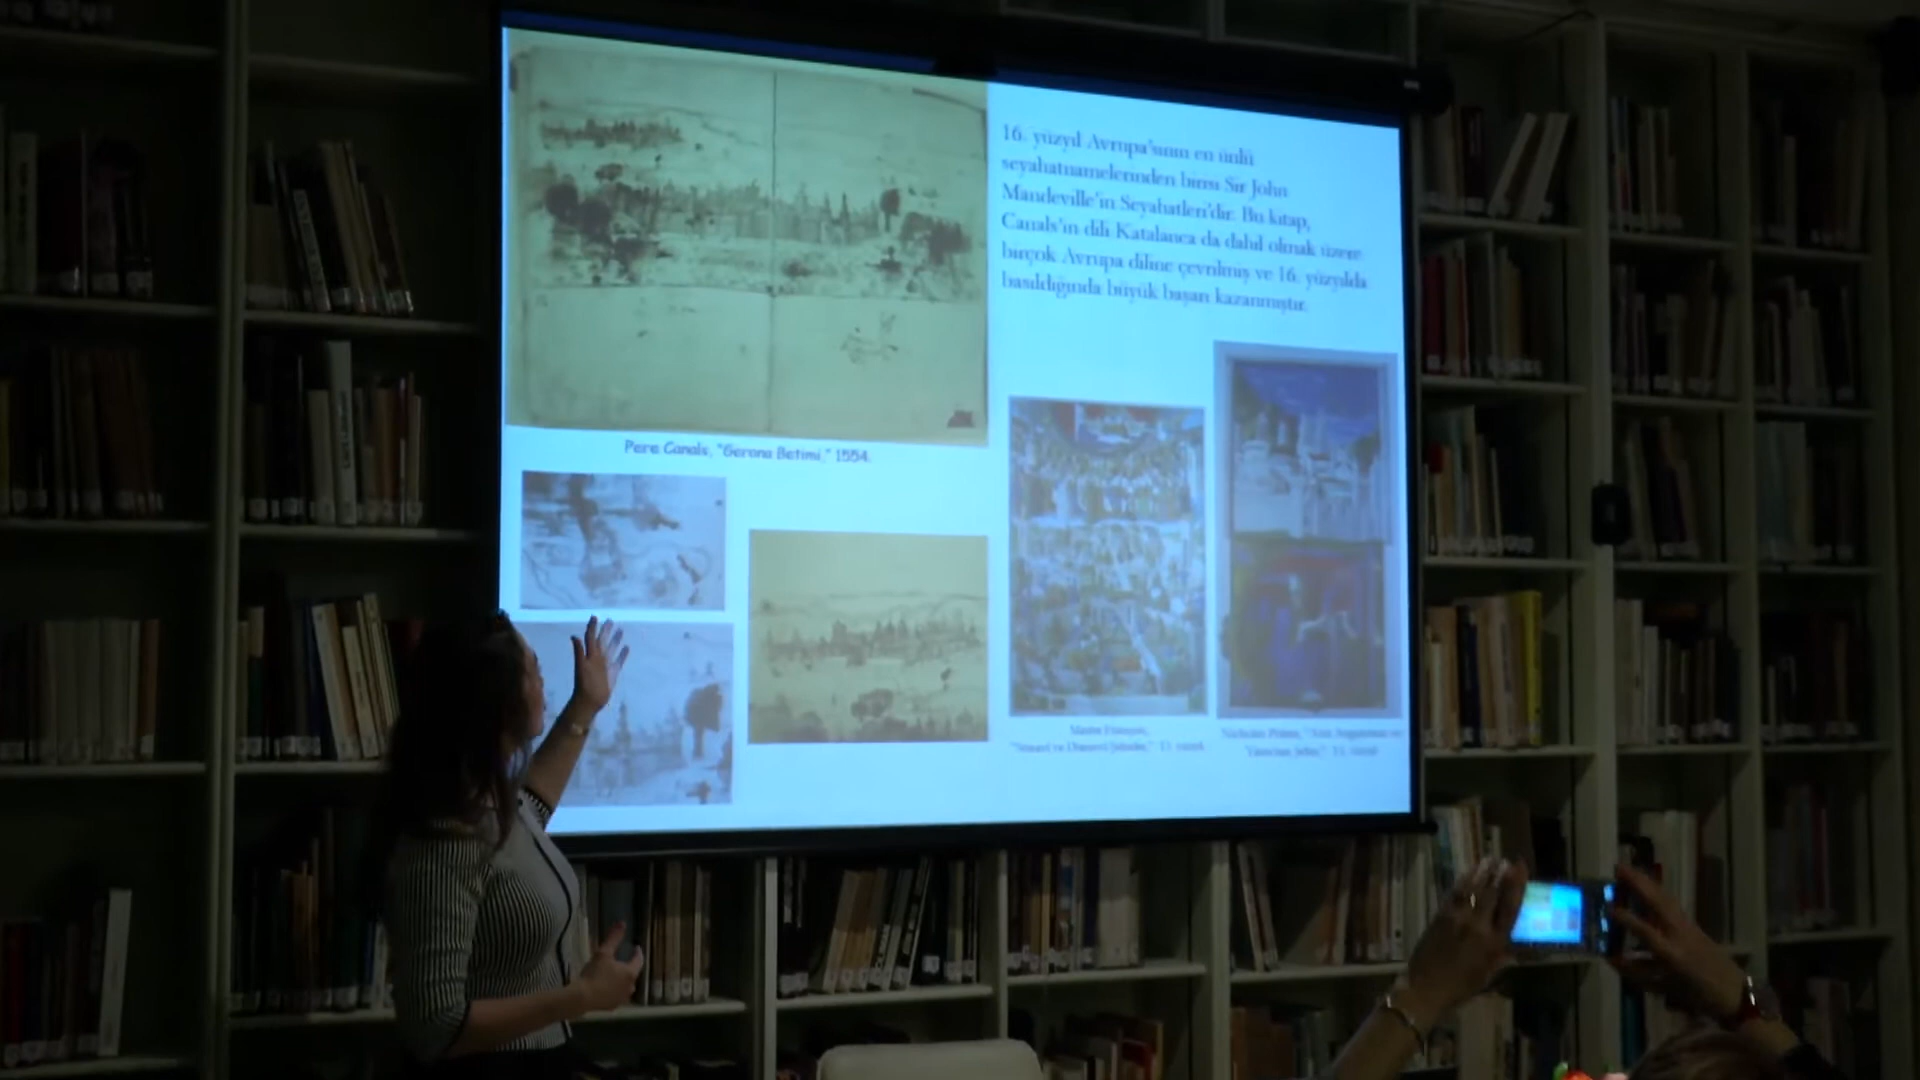 16. yüzyıl Avrupa'sının en ünlü
seyahatnamelerinden birisi Sir John
Mandeville'in Seyahatleri'dir. Bu kitap,
Canals'ın dili Katalanca da dahil olmak üzere
birçok Avrupa diline çevrilmiş ve 16. yüzyılda
basıldığında büyük başarı kazanmıştır.
Pere Canals, "Gerona Betimi," 1554.